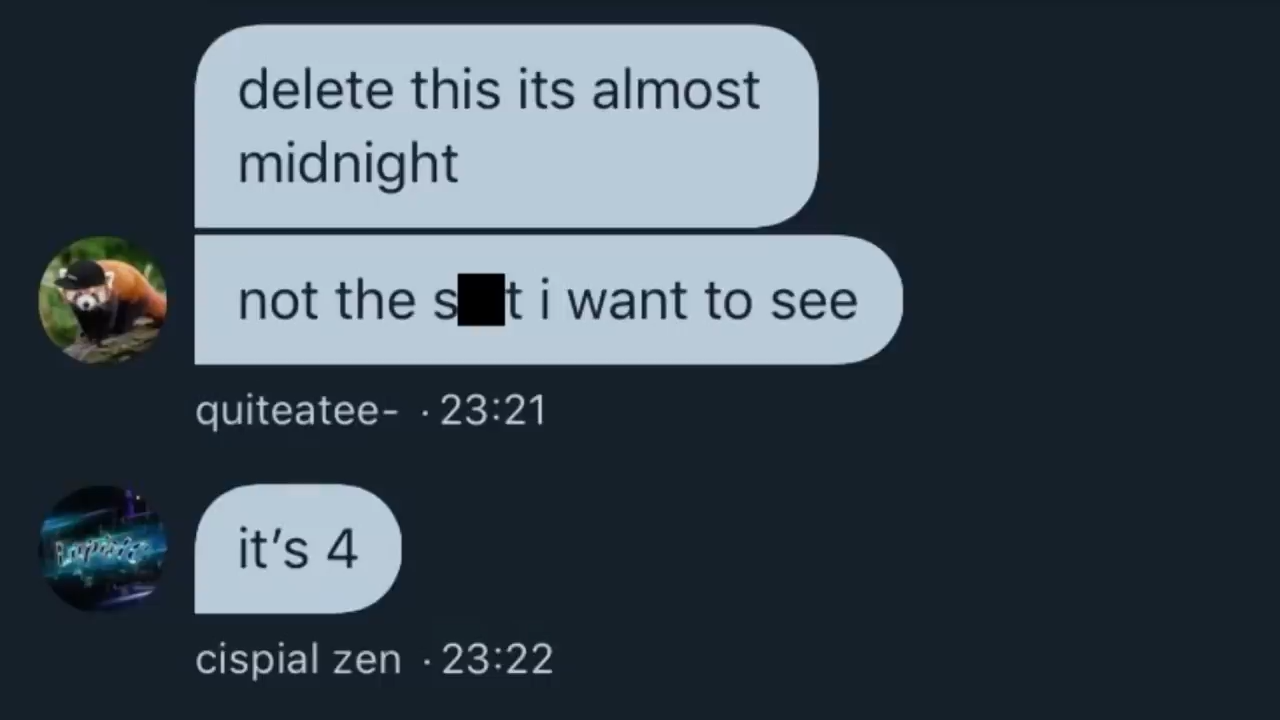 delete this its almost
midnight
not the s█t i want to see
quiteatee- · 23:21
it's 4
cispial zen · 23:22